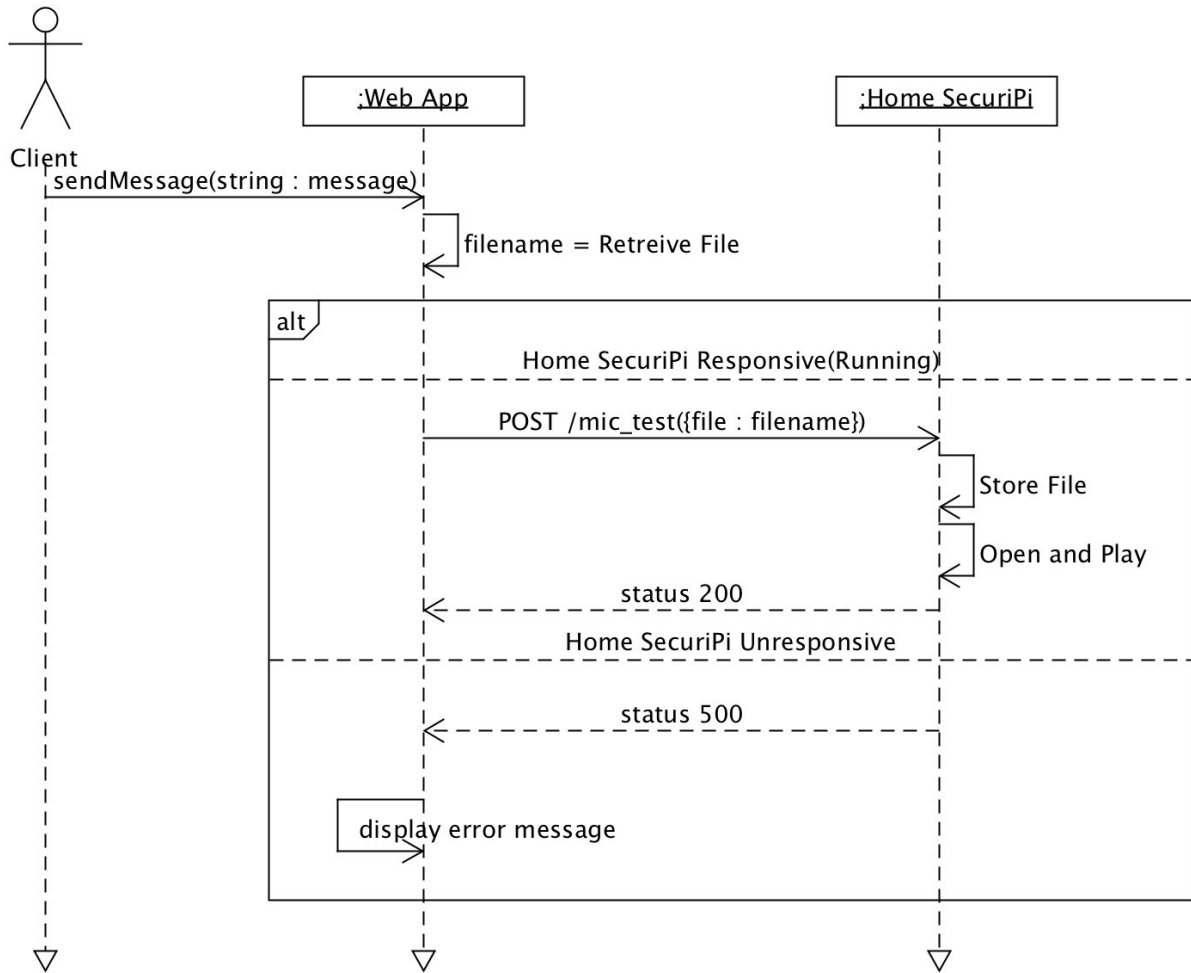 :Web App
:Home SecuriPi
Client
sendMessage(string : message)
filename = Retreive File
alt
Home SecuriPi Responsive(Running)
POST /mic_test({file : filename})
Store File
Open and Play
status 200
Home SecuriPi Unresponsive
status 500
display error message